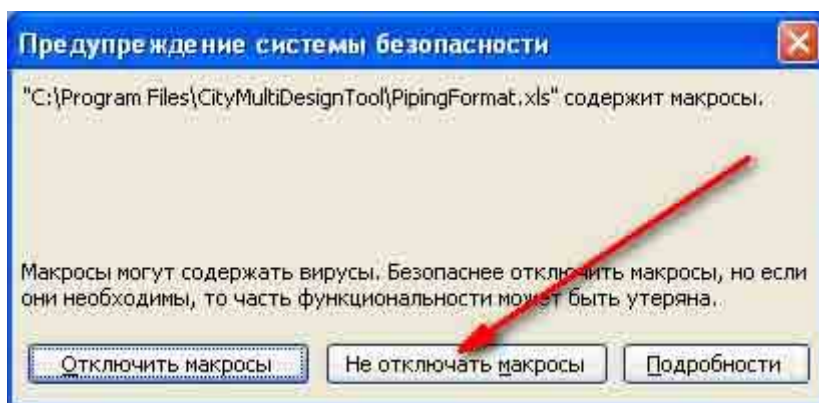 Предупреждение системы безопасности
"C:\Program Files\CityMultiDesignTool\PipingFormat.xls" содержит макросы.
Макросы могут содержать вирусы. Безопаснее отключить макросы, но если
они необходимы, то часть функциональности может быть утеряна.
Отключить макросы
Не отключать макросы
Подробности